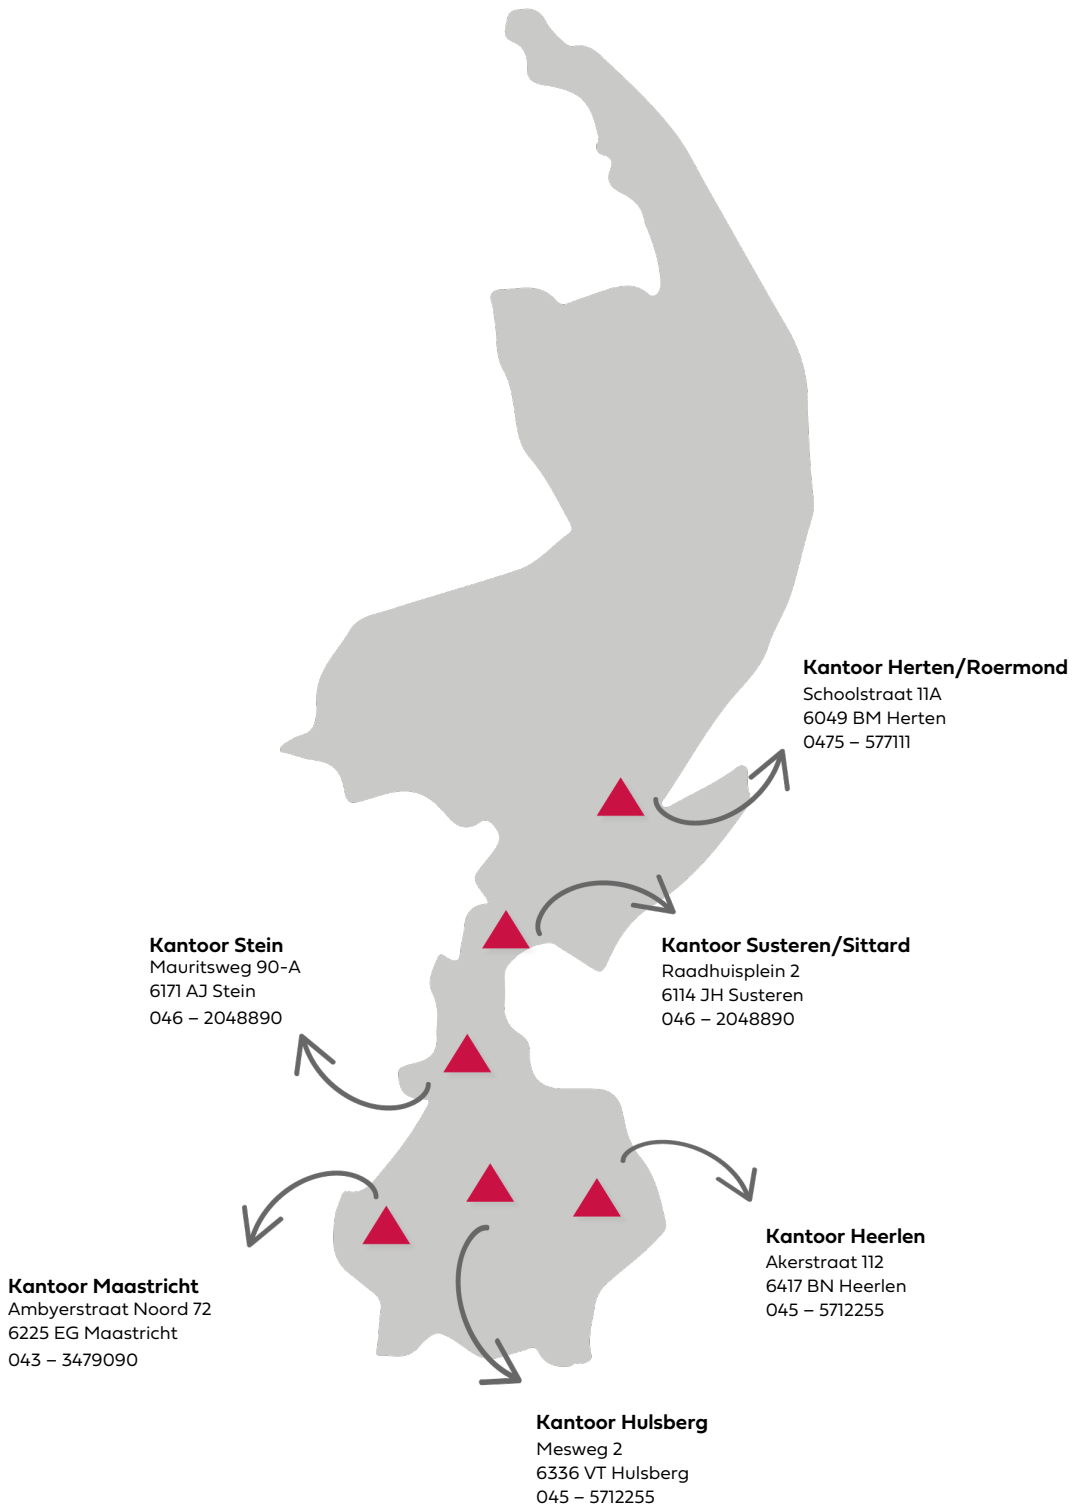 Kantoor Herten/Roermond
Schoolstraat 11A
6049 BM Herten
0475 – 577111
Kantoor Stein
Mauritsweg 90-A
6171 AJ Stein
046 – 2048890
Kantoor Susteren/Sittard
Raadhuisplein 2
6114 JH Susteren
046 – 2048890
Kantoor Heerlen
Akerstraat 112
6417 BN Heerlen
045 – 5712255
Kantoor Maastricht
Ambyerstraat Noord 72
6225 EG Maastricht
043 – 3479090
Kantoor Hulsberg
Mesweg 2
6336 VT Hulsberg
045 – 5712255